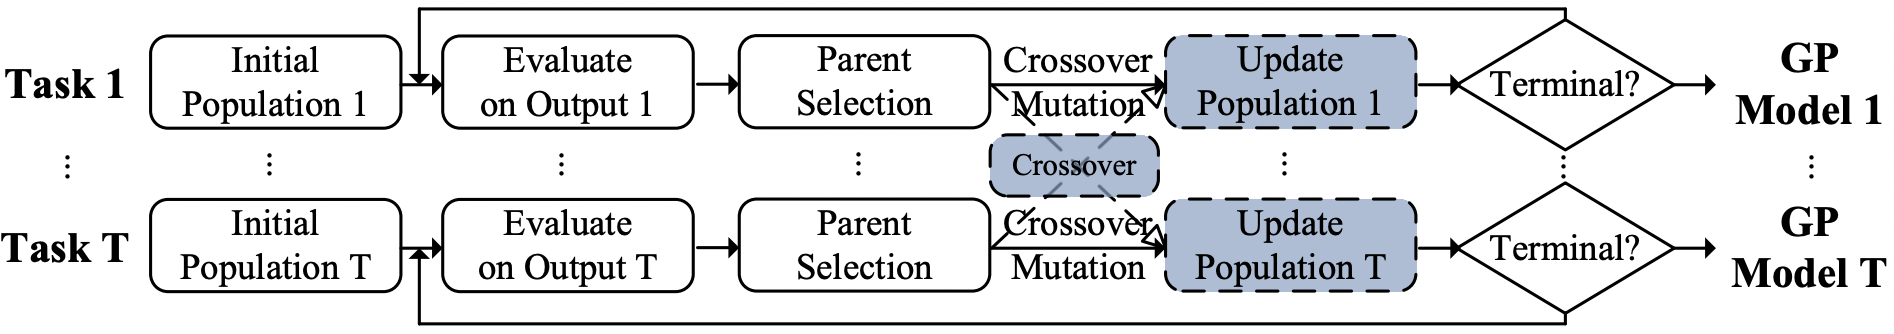 Task 1
Initial
Population 1
Evaluate
on Output 1
Parent
Selection
Crossover
Mutation
Update
Population 1
Terminal?
GP
Model 1
Crossover
Task T
Initial
Population T
Evaluate
on Output T
Parent
Selection
Crossover
Mutation
Update
Population T
Terminal?
GP
Model T